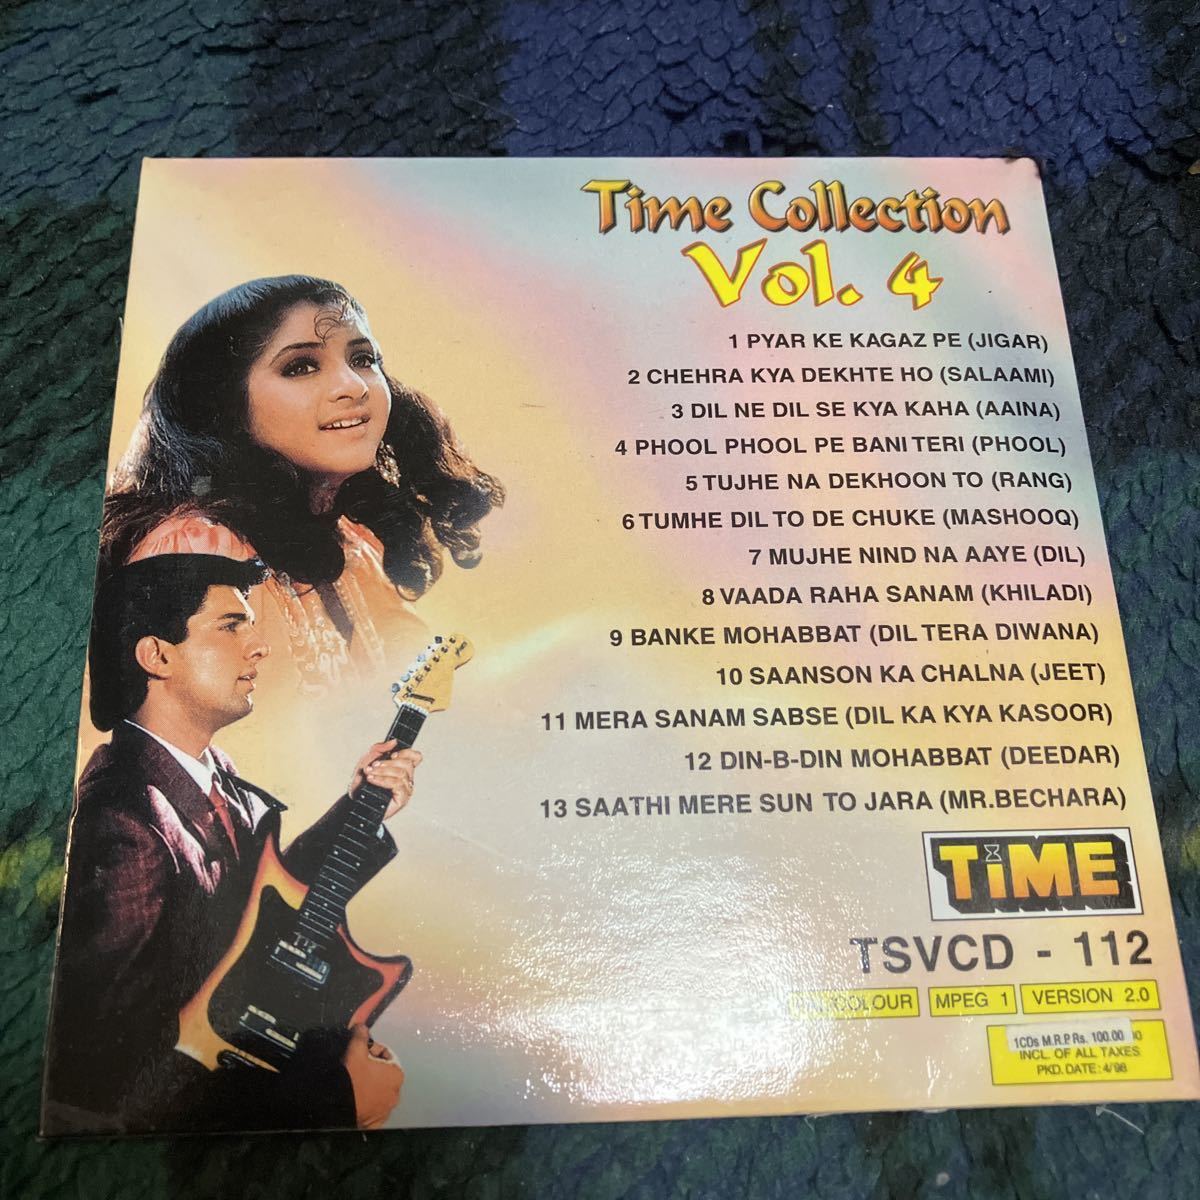 Time Collection
Vol. 4
1 PYAR KE KAGAZ PE (JIGAR)
2 CHEHRA KYA DEKHTE HO (SALAAMI)
3 DIL NE DIL SE KYA KAHA (AAINA)
4 PHOOL PHOOL PE BANI TERI (PHOOL)
5 TUJHE NA DEKHOON TO (RANG)
6 TUMHE DIL TO DE CHUKE (MASHOOQ)
7 MUJHE NIND NA AAYE (DIL)
8 VAADA RAHA SANAM (KHILADI)
9 BANKE MOHABBAT (DIL TERA DIWANA)
10 SAANSON KA CHALNA (JEET)
11 MERA SANAM SABSE (DIL KA KYA KASOOR)
12 DIN-B-DIN MOHABBAT (DEEDAR)
13 SAATHI MERE SUN TO JARA (MR.BECHARA)
TiME
TSVCD - 112
COLOUR MPEG 1 VERSION 2.0
1CDs M.R.P Rs. 100.00
INCL. OF ALL TAXES
PKD. DATE: 4/98